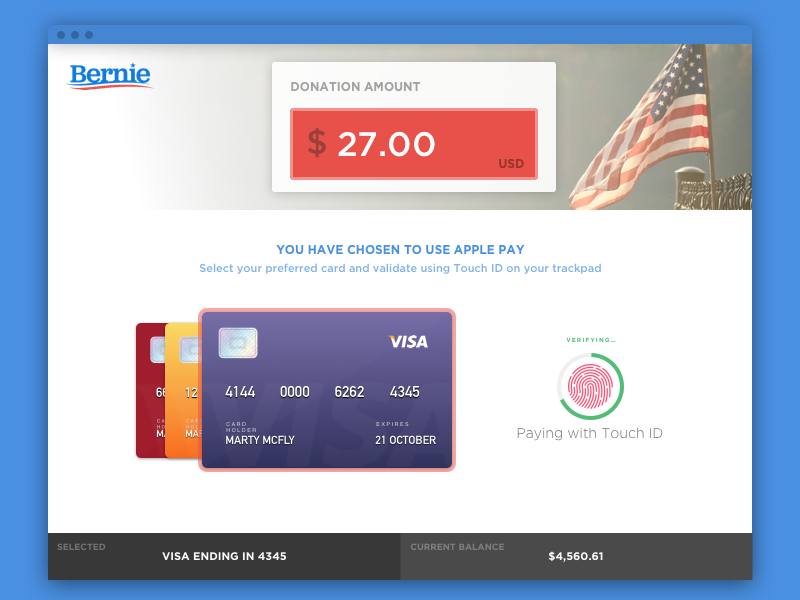 Bernie
DONATION AMOUNT
$ 27.00
USD
YOU HAVE CHOSEN TO USE APPLE PAY
Select your preferred card and validate using Touch ID on your trackpad
VISA
4144 0000 6262 4345
CARD
HOLDER
MARTY MCFLY
EXPIRES
21 OCTOBER
VERIFYING...
Paying with Touch ID
SELECTED
VISA ENDING IN 4345
CURRENT BALANCE
$4,560.61